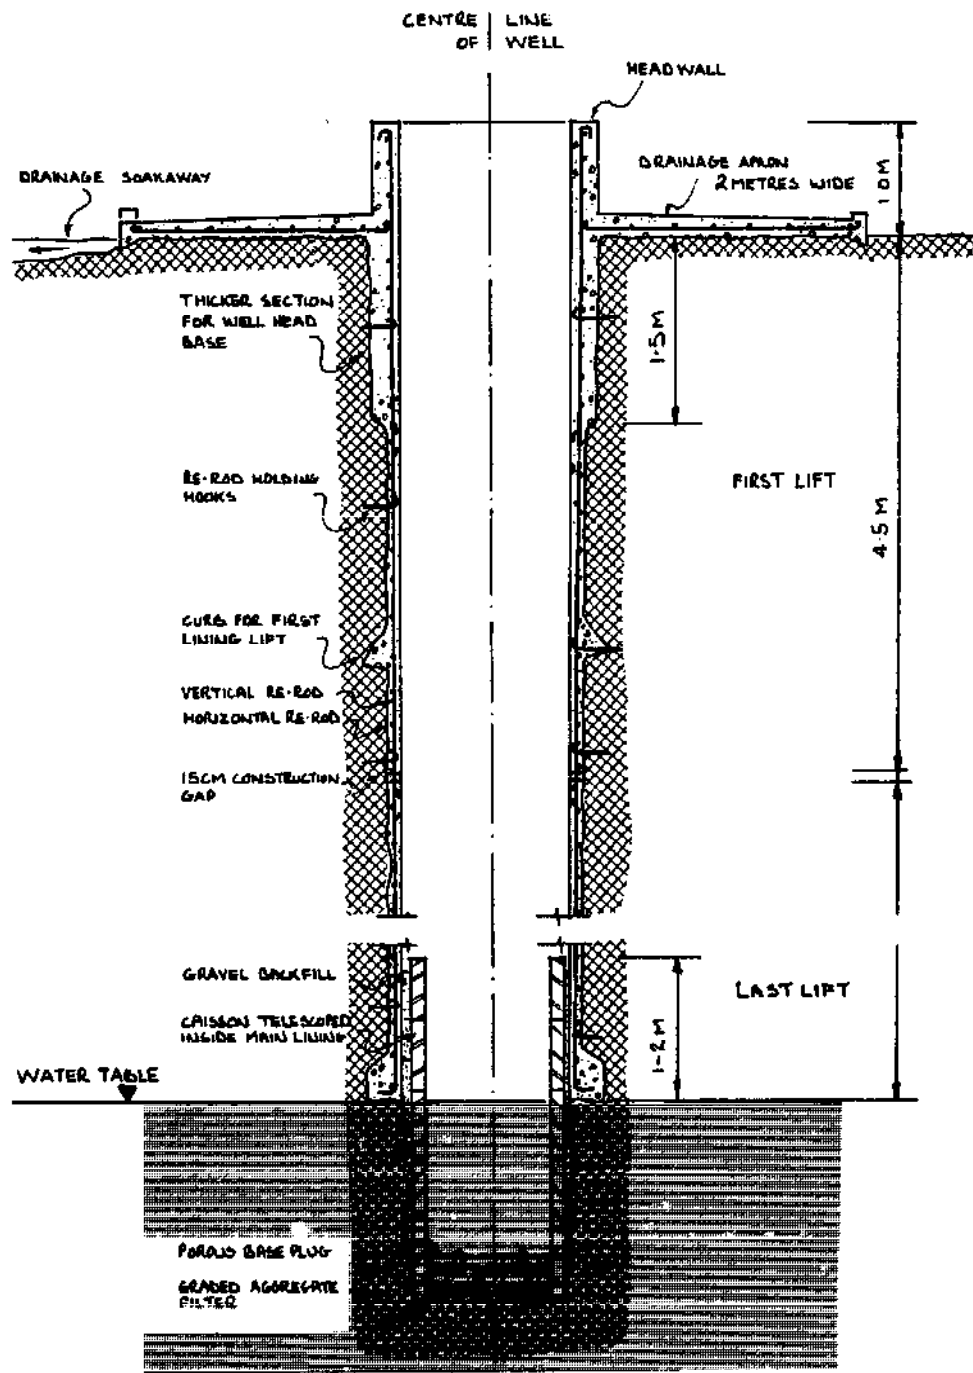 CENTRE LINE
OF WELL
HEADWALL
DRAINAGE SOAKAWAY
DRAINAGE APRON
2 METRES WIDE
1.0M
THICKER SECTION
FOR WELL HEAD
BASE
1.5M
RE-ROD HOLDING
HOOKS
FIRST LIFT
4.5M
CURB FOR FIRST
LINING LIFT
VERTICAL RE-ROD
HORIZONTAL RE-ROD
15CM CONSTRUCTION
GAP
GRAVEL BACKFILL
CAISSON TELESCOPED
INSIDE MAIN LINING
1-2M
LAST LIFT
WATER TABLE
POROUS BASE PLUG
GRADED AGGREGATE
FILTER